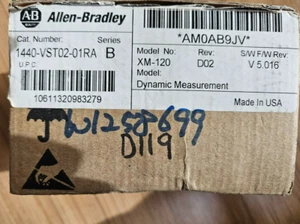 AB Allen-Bradley
*AM0AB9JV*
Cat. Number: Series
1440-VST02-01RA B
U.P.C.
10611320983279
Model No: Rev: S/W F/W Rev:
XM-120 D02 V 5.016
Model:
Dynamic Measurement
Made in USA
W1258699
D119